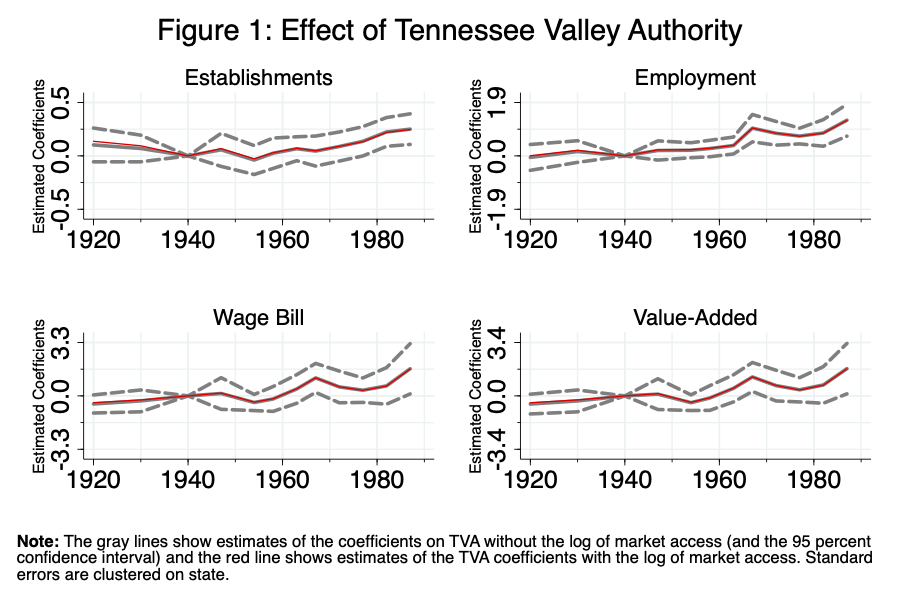 Figure 1: Effect of Tennessee Valley Authority
Establishments
Estimated Coefficients
0.5
0.0
-0.5
1920 1940 1960 1980
Employment
Estimated Coefficients
1.9
0.0
-1.9
1920 1940 1960 1980
Wage Bill
Estimated Coefficients
3.3
0.0
-3.3
1920 1940 1960 1980
Value-Added
Estimated Coefficients
3.4
0.0
-3.4
1920 1940 1960 1980
Note: The gray lines show estimates of the coefficients on TVA without the log of market access (and the 95 percent
confidence interval) and the red line shows estimates of the TVA coefficients with the log of market access. Standard
errors are clustered on state.